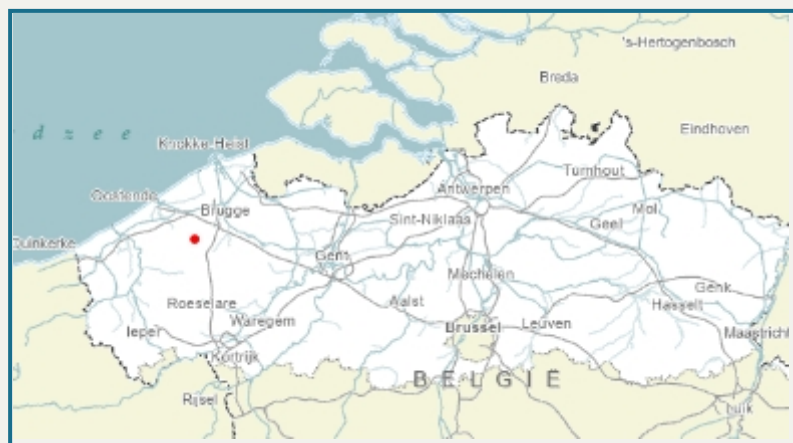 's-Hertogenbosch
Breda
d z e e
Eindhoven
Knokke-Heist
Turnhout
Antwerpen
Oostende
Mol
Brugge
Sint-Niklaas
Geel
Duinkerke
Gent
Mechelen
Genk
Roeselare
Aalst
Hasselt
Waregem
Ieper
Brussel
Leuven
Maastricht
Kortrijk
BELGIË
Rijsel
Luik